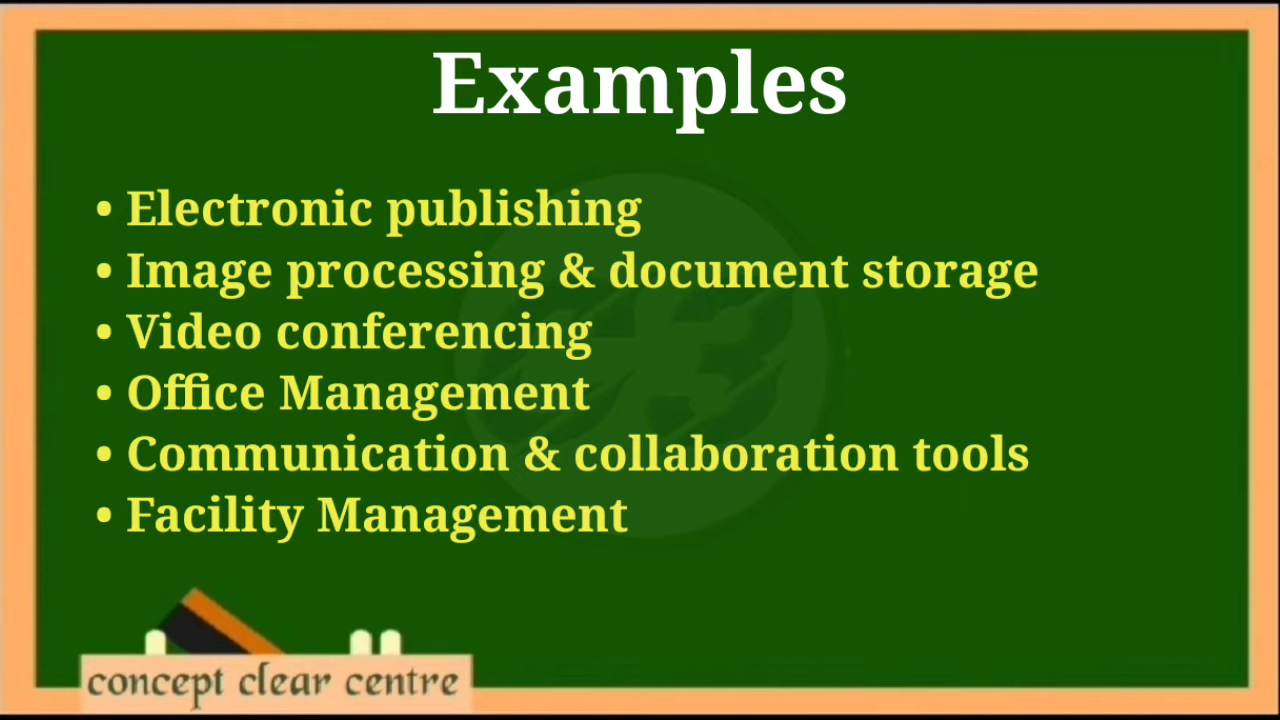 Examples
• Electronic publishing
• Image processing & document storage
• Video conferencing
• Office Management
• Communication & collaboration tools
• Facility Management
concept clear centre